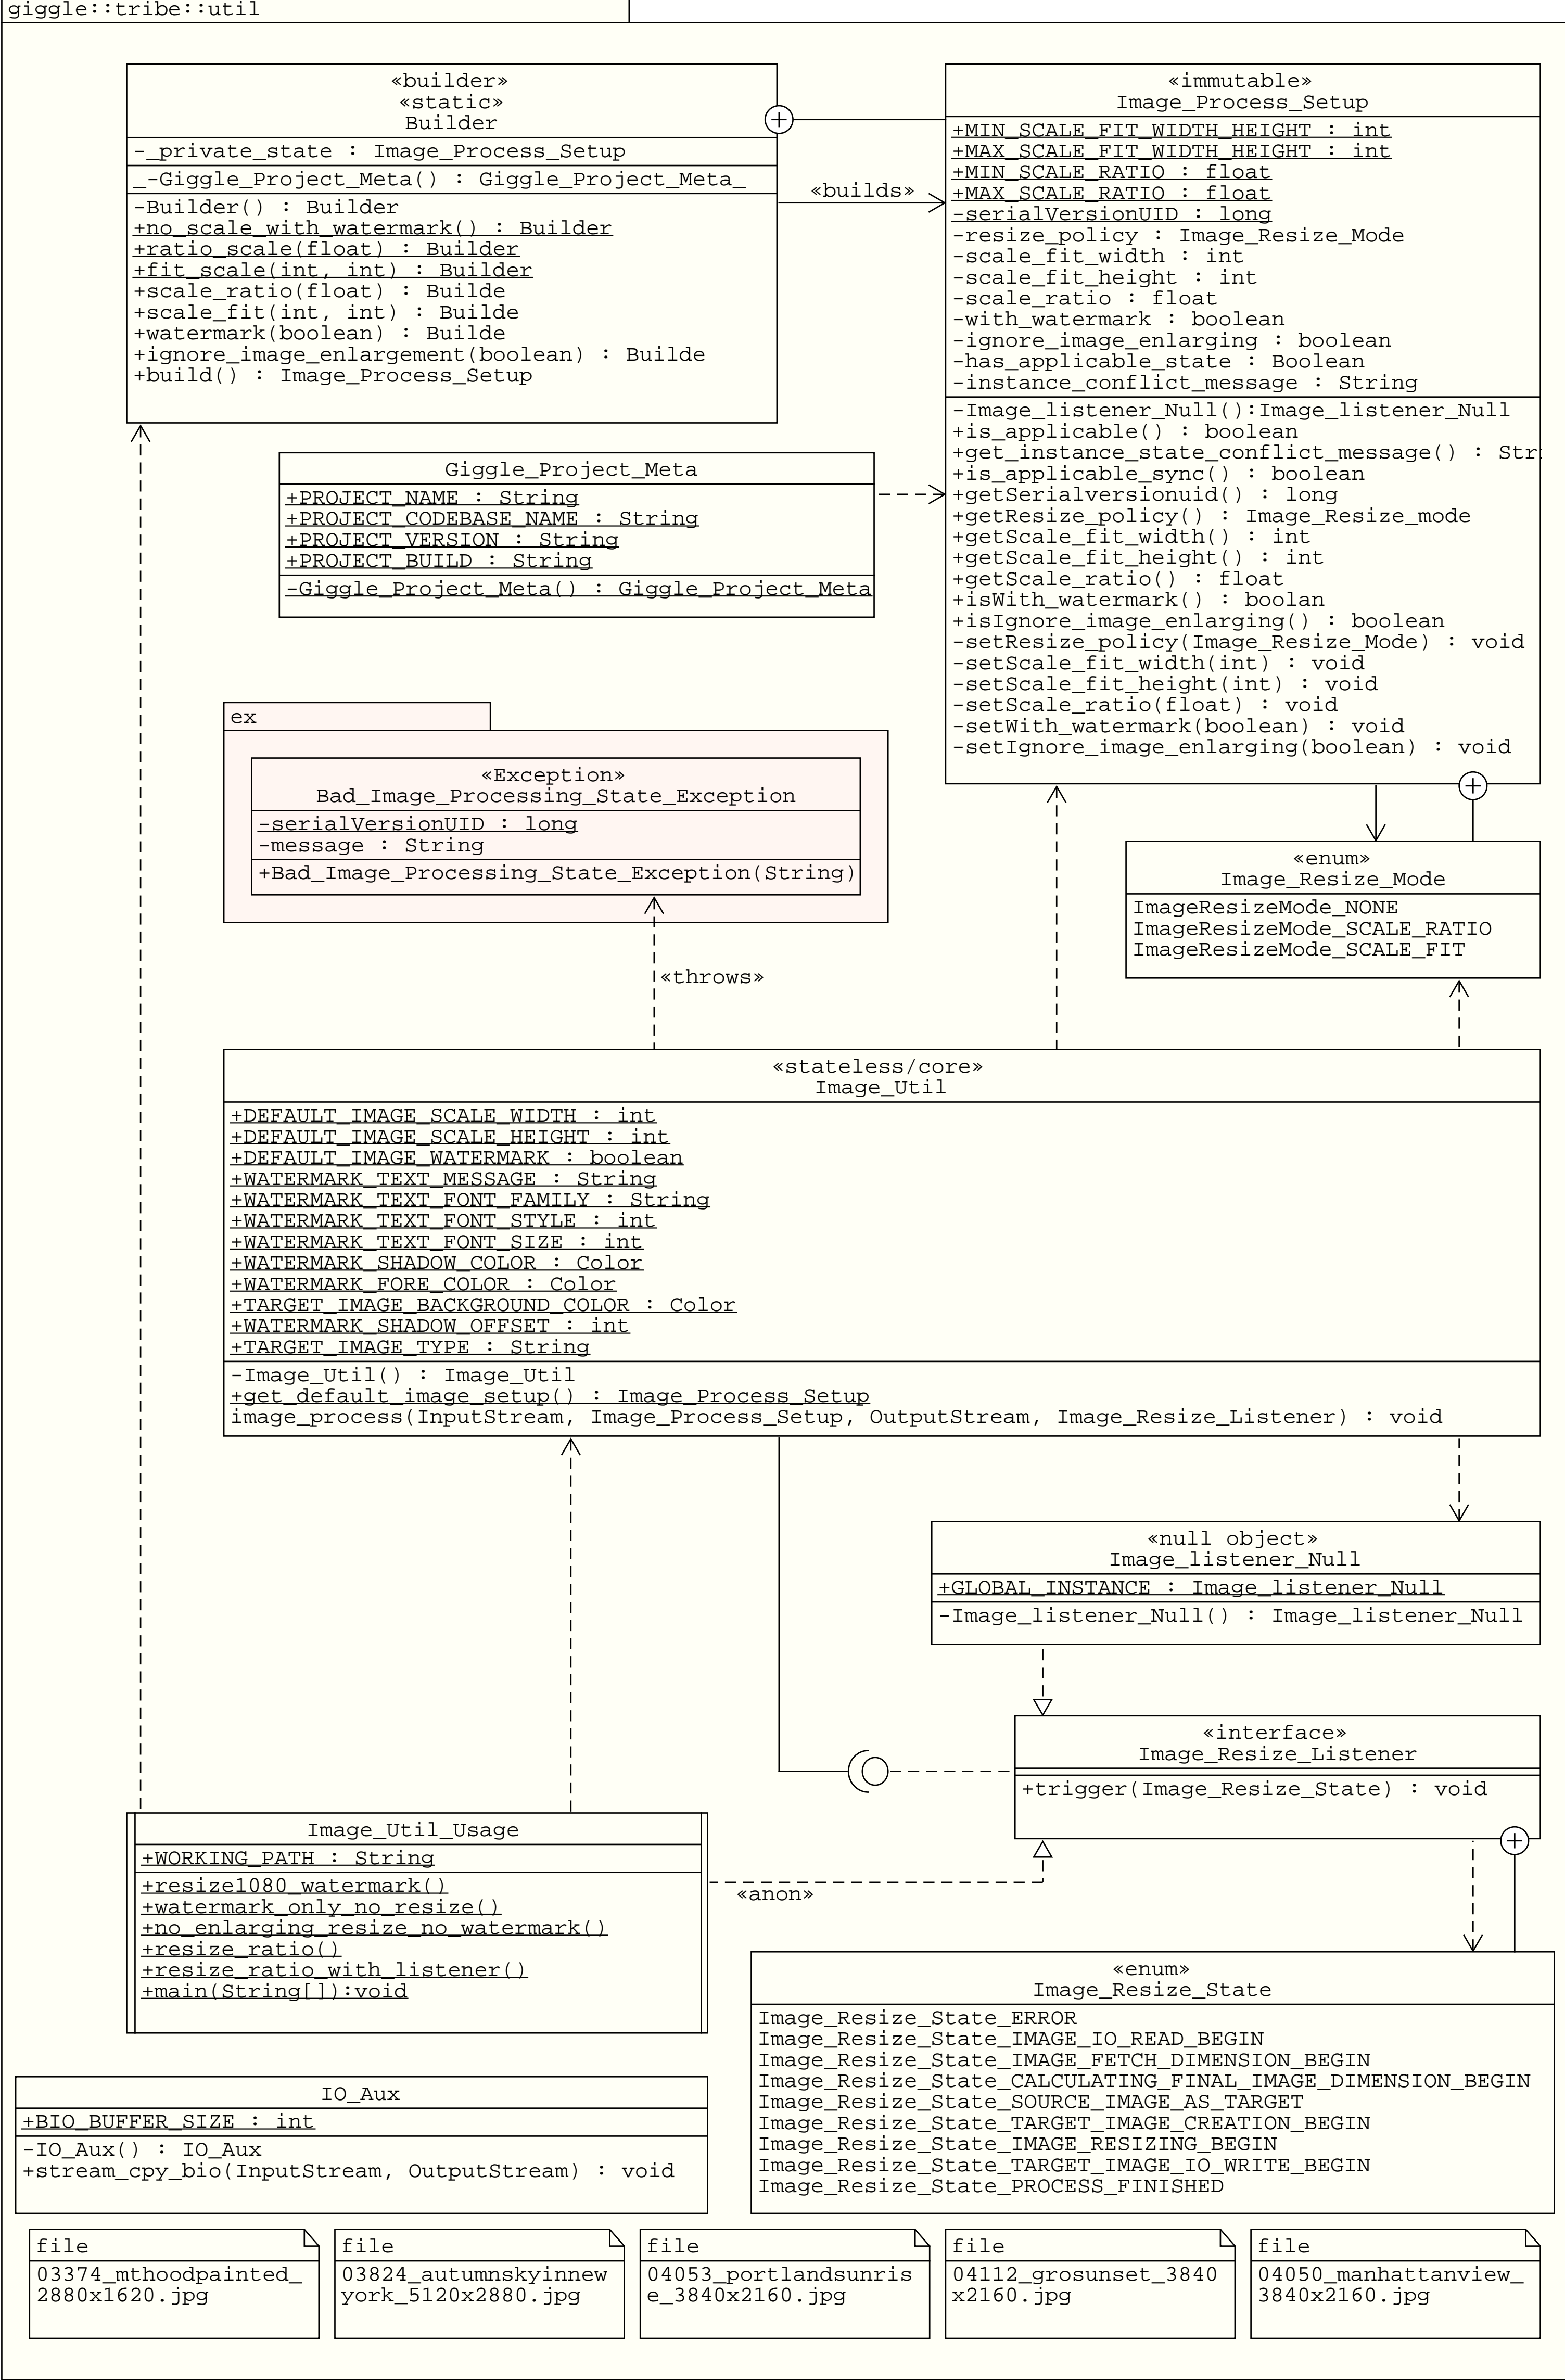 giggle::tribe::util
«builder»
«static»
Builder
-_private_state : Image_Process_Setup
_-Giggle_Project_Meta() : Giggle_Project_Meta_
-Builder() : Builder
+no_scale_with_watermark() : Builder
+ratio_scale(float) : Builder
+fit_scale(int, int) : Builder
+scale_ratio(float) : Builde
+scale_fit(int, int) : Builde
+watermark(boolean) : Builde
+ignore_image_enlargement(boolean) : Builde
+build() : Image_Process_Setup
«builds»
«immutable»
Image_Process_Setup
+MIN_SCALE_FIT_WIDTH_HEIGHT : int
+MAX_SCALE_FIT_WIDTH_HEIGHT : int
+MIN_SCALE_RATIO : float
+MAX_SCALE_RATIO : float
-serialVersionUID : long
-resize_policy : Image_Resize_Mode
-scale_fit_width : int
-scale_fit_height : int
-scale_ratio : float
-with_watermark : boolean
-ignore_image_enlarging : boolean
-has_applicable_state : Boolean
-instance_conflict_message : String
-Image_listener_Null():Image_listener_Null
+is_applicable() : boolean
+get_instance_state_conflict_message() : Str
+is_applicable_sync() : boolean
+getSerialversionuid() : long
+getResize_policy() : Image_Resize_mode
+getScale_fit_width() : int
+getScale_fit_height() : int
+getScale_ratio() : float
+isWith_watermark() : boolan
+isIgnore_image_enlarging() : boolean
-setResize_policy(Image_Resize_Mode) : void
-setScale_fit_width(int) : void
-setScale_fit_height(int) : void
-setScale_ratio(float) : void
-setWith_watermark(boolean) : void
-setIgnore_image_enlarging(boolean) : void
Giggle_Project_Meta
+PROJECT_NAME : String
+PROJECT_CODEBASE_NAME : String
+PROJECT_VERSION : String
+PROJECT_BUILD : String
-Giggle_Project_Meta() : Giggle_Project_Meta
ex
«Exception»
Bad_Image_Processing_State_Exception
-serialVersionUID : long
-message : String
+Bad_Image_Processing_State_Exception(String)
«throws»
«enum»
Image_Resize_Mode
ImageResizeMode_NONE
ImageResizeMode_SCALE_RATIO
ImageResizeMode_SCALE_FIT
«stateless/core»
Image_Util
+DEFAULT_IMAGE_SCALE_WIDTH : int
+DEFAULT_IMAGE_SCALE_HEIGHT : int
+DEFAULT_IMAGE_WATERMARK : boolean
+WATERMARK_TEXT_MESSAGE : String
+WATERMARK_TEXT_FONT_FAMILY : String
+WATERMARK_TEXT_FONT_STYLE : int
+WATERMARK_TEXT_FONT_SIZE : int
+WATERMARK_SHADOW_COLOR : Color
+WATERMARK_FORE_COLOR : Color
+TARGET_IMAGE_BACKGROUND_COLOR : Color
+WATERMARK_SHADOW_OFFSET : int
+TARGET_IMAGE_TYPE : String
-Image_Util() : Image_Util
+get_default_image_setup() : Image_Process_Setup
image_process(InputStream, Image_Process_Setup, OutputStream, Image_Resize_Listener) : void
«null object»
Image_listener_Null
+GLOBAL_INSTANCE : Image_listener_Null
-Image_listener_Null() : Image_listener_Null
«interface»
Image_Resize_Listener
+trigger(Image_Resize_State) : void
Image_Util_Usage
+WORKING_PATH : String
+resize1080_watermark()
+watermark_only_no_resize()
+no_enlarging_resize_no_watermark()
+resize_ratio()
+resize_ratio_with_listener()
+main(String[]):void
«anon»
«enum»
Image_Resize_State
Image_Resize_State_ERROR
Image_Resize_State_IMAGE_IO_READ_BEGIN
Image_Resize_State_IMAGE_FETCH_DIMENSION_BEGIN
Image_Resize_State_CALCULATING_FINAL_IMAGE_DIMENSION_BEGIN
Image_Resize_State_SOURCE_IMAGE_AS_TARGET
Image_Resize_State_TARGET_IMAGE_CREATION_BEGIN
Image_Resize_State_IMAGE_RESIZING_BEGIN
Image_Resize_State_TARGET_IMAGE_IO_WRITE_BEGIN
Image_Resize_State_PROCESS_FINISHED
IO_Aux
+BIO_BUFFER_SIZE : int
-IO_Aux() : IO_Aux
+stream_cpy_bio(InputStream, OutputStream) : void
file
03374_mthoodpainted_
2880x1620.jpg
file
03824_autumnskyinnew
york_5120x2880.jpg
file
04053_portlandsunris
e_3840x2160.jpg
file
04112_grosunset_3840
x2160.jpg
file
04050_manhattanview_
3840x2160.jpg